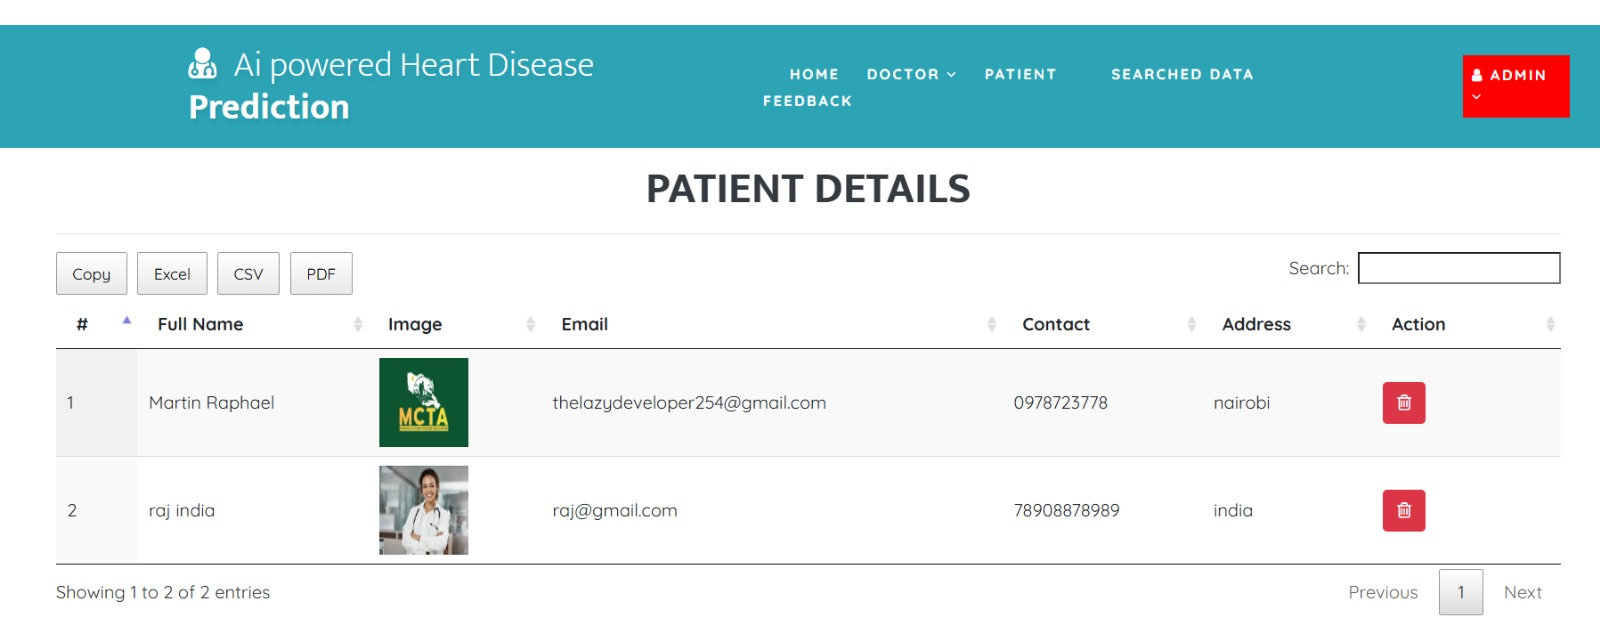 Ai powered Heart Disease
Prediction
HOME DOCTOR PATIENT SEARCHED DATA
FEEDBACK
ADMIN
PATIENT DETAILS
Copy Excel CSV PDF Search:
# Full Name Image Email Contact Address Action
1 Martin Raphael MCTA thelazydeveloper254@gmail.com 0978723778 nairobi
2 raj india raj@gmail.com 78908878989 india
Showing 1 to 2 of 2 entries Previous 1 Next